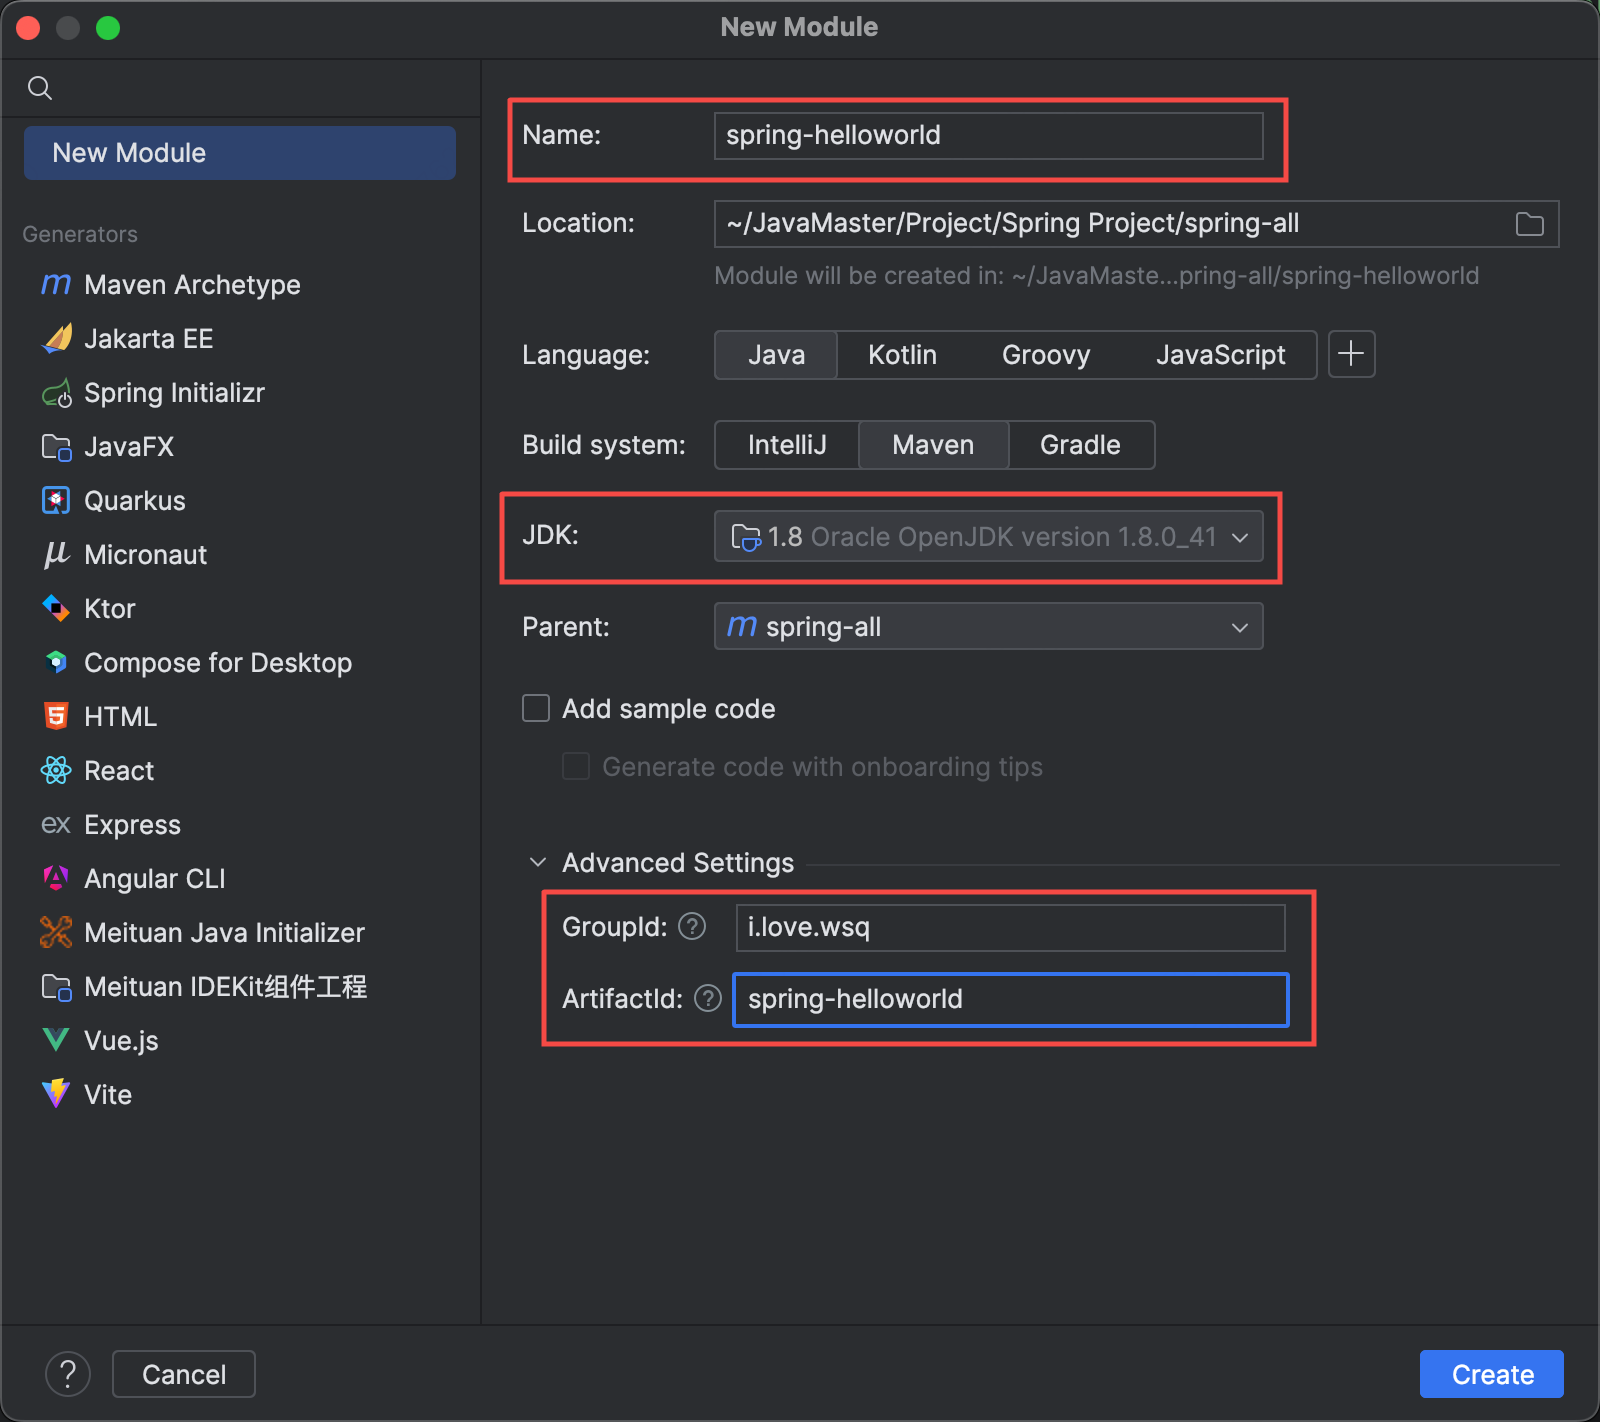 New Module
New Module
Generators
Maven Archetype
Jakarta EE
Spring Initializr
JavaFX
Quarkus
Micronaut
Ktor
Compose for Desktop
HTML
React
Express
Angular CLI
Meituan Java Initializer
Meituan IDEKit组件工程
Vue.js
Vite
Name: spring-helloworld
Location: ~/JavaMaster/Project/Spring Project/spring-all
Module will be created in: ~/JavaMaste...pring-all/spring-helloworld
Language: Java Kotlin Groovy JavaScript
Build system: IntelliJ Maven Gradle
JDK: 1.8 Oracle OpenJDK version 1.8.0_41
Parent: m spring-all
Add sample code
Generate code with onboarding tips
Advanced Settings
GroupId: ? i.love.wsq
ArtifactId: ? spring-helloworld
? Cancel Create